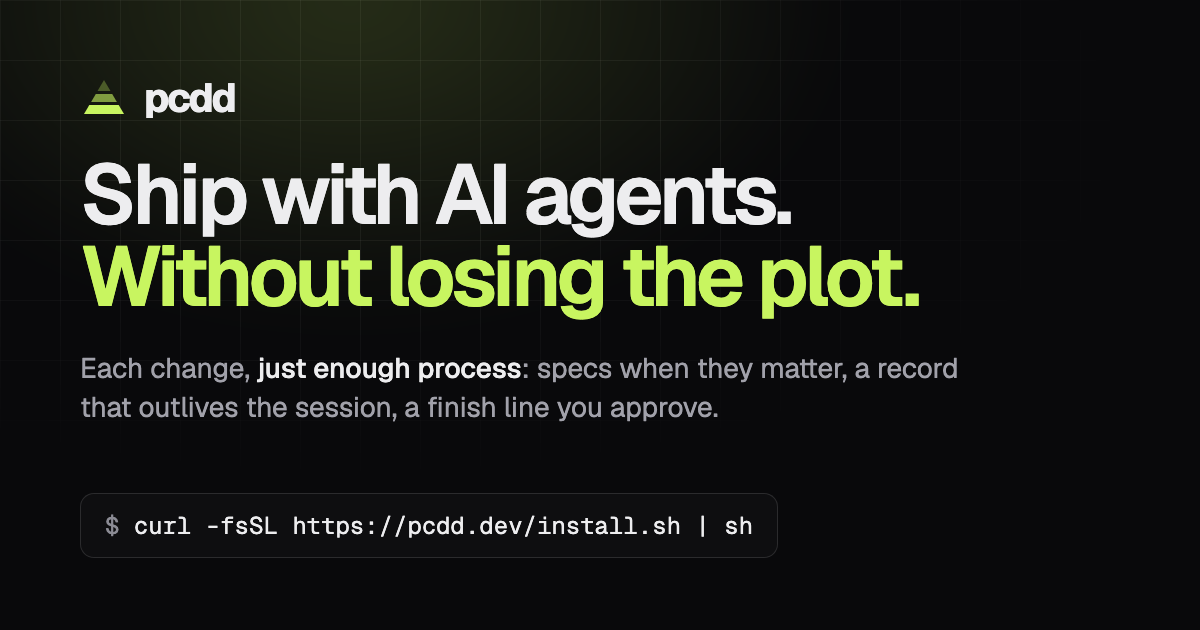 pcdd
Ship with AI agents.
Without losing the plot.
Each change, just enough process: specs when they matter, a record
that outlives the session, a finish line you approve.
$ curl -fsSL https://pcdd.dev/install.sh | sh